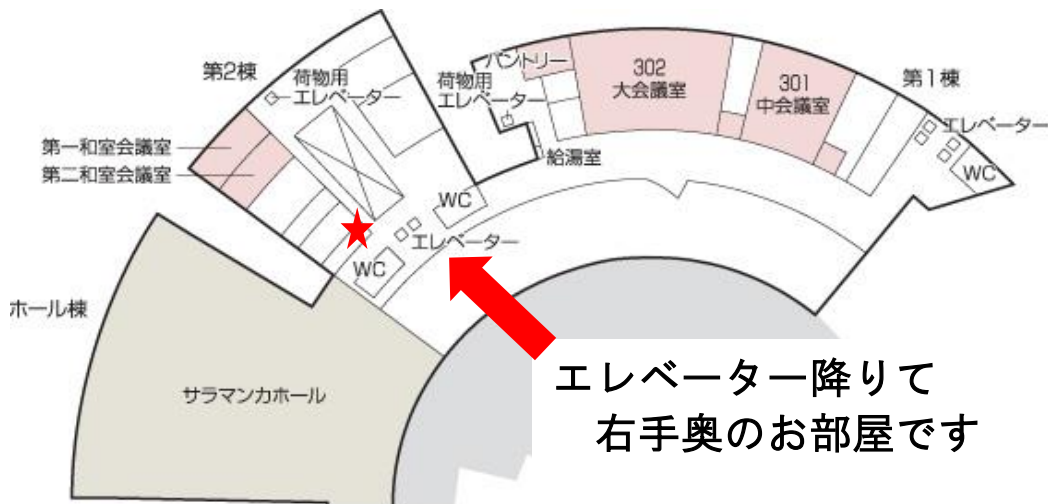 第2棟
荷物用
エレベーター
第一和室会議室
第二和室会議室
WC
エレベーター
WC
ホール棟
サラマンカホール
パントリー
荷物用
エレベーター
給湯室
302
大会議室
301
中会議室
第1棟
エレベーター
WC
エレベーター降りて
右手奥のお部屋です